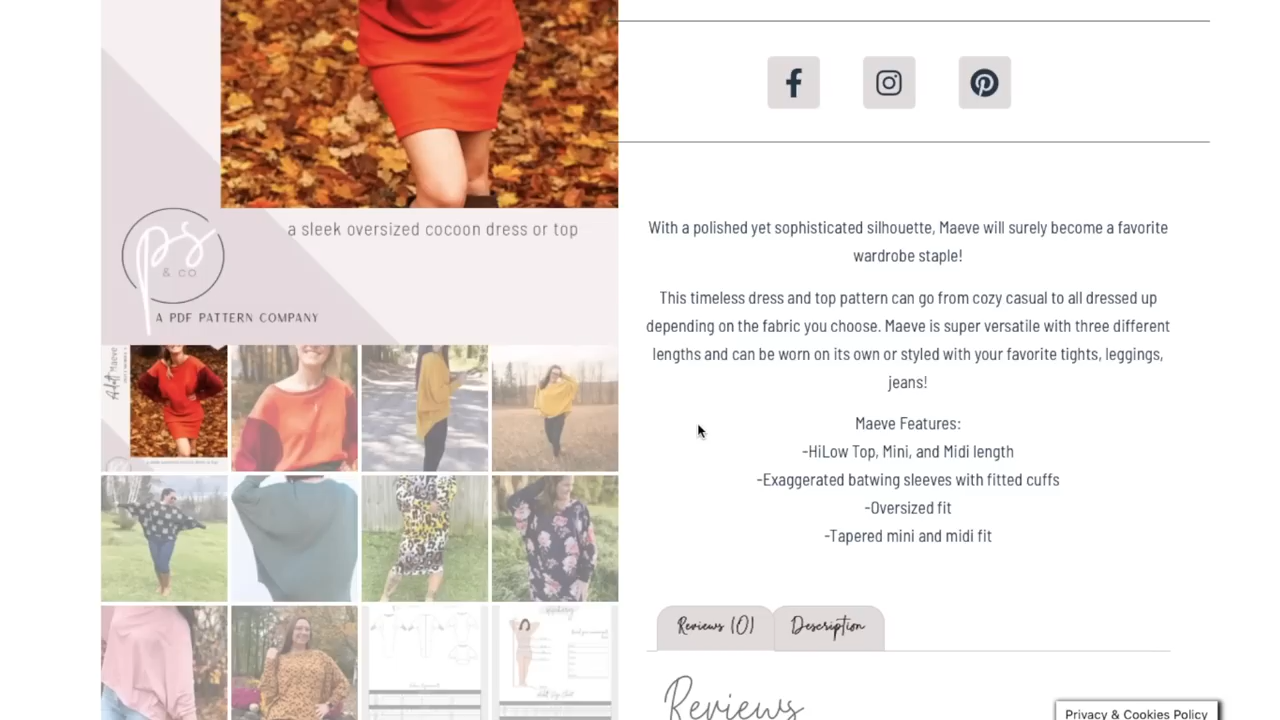 a sleek oversized cocoon dress or top
ps
& co
A PDF PATTERN COMPANY
Adult Maeve
With a polished yet sophisticated silhouette, Maeve will surely become a favorite
wardrobe staple!
This timeless dress and top pattern can go from cozy casual to all dressed up
depending on the fabric you choose. Maeve is super versatile with three different
lengths and can be worn on its own or styled with your favorite tights, leggings,
jeans!
Maeve Features:
-HiLow Top, Mini, and Midi length
-Exaggerated batwing sleeves with fitted cuffs
-Oversized fit
-Tapered mini and midi fit
Reviews (0)
Description
Reviews
Privacy & Cookies Policy